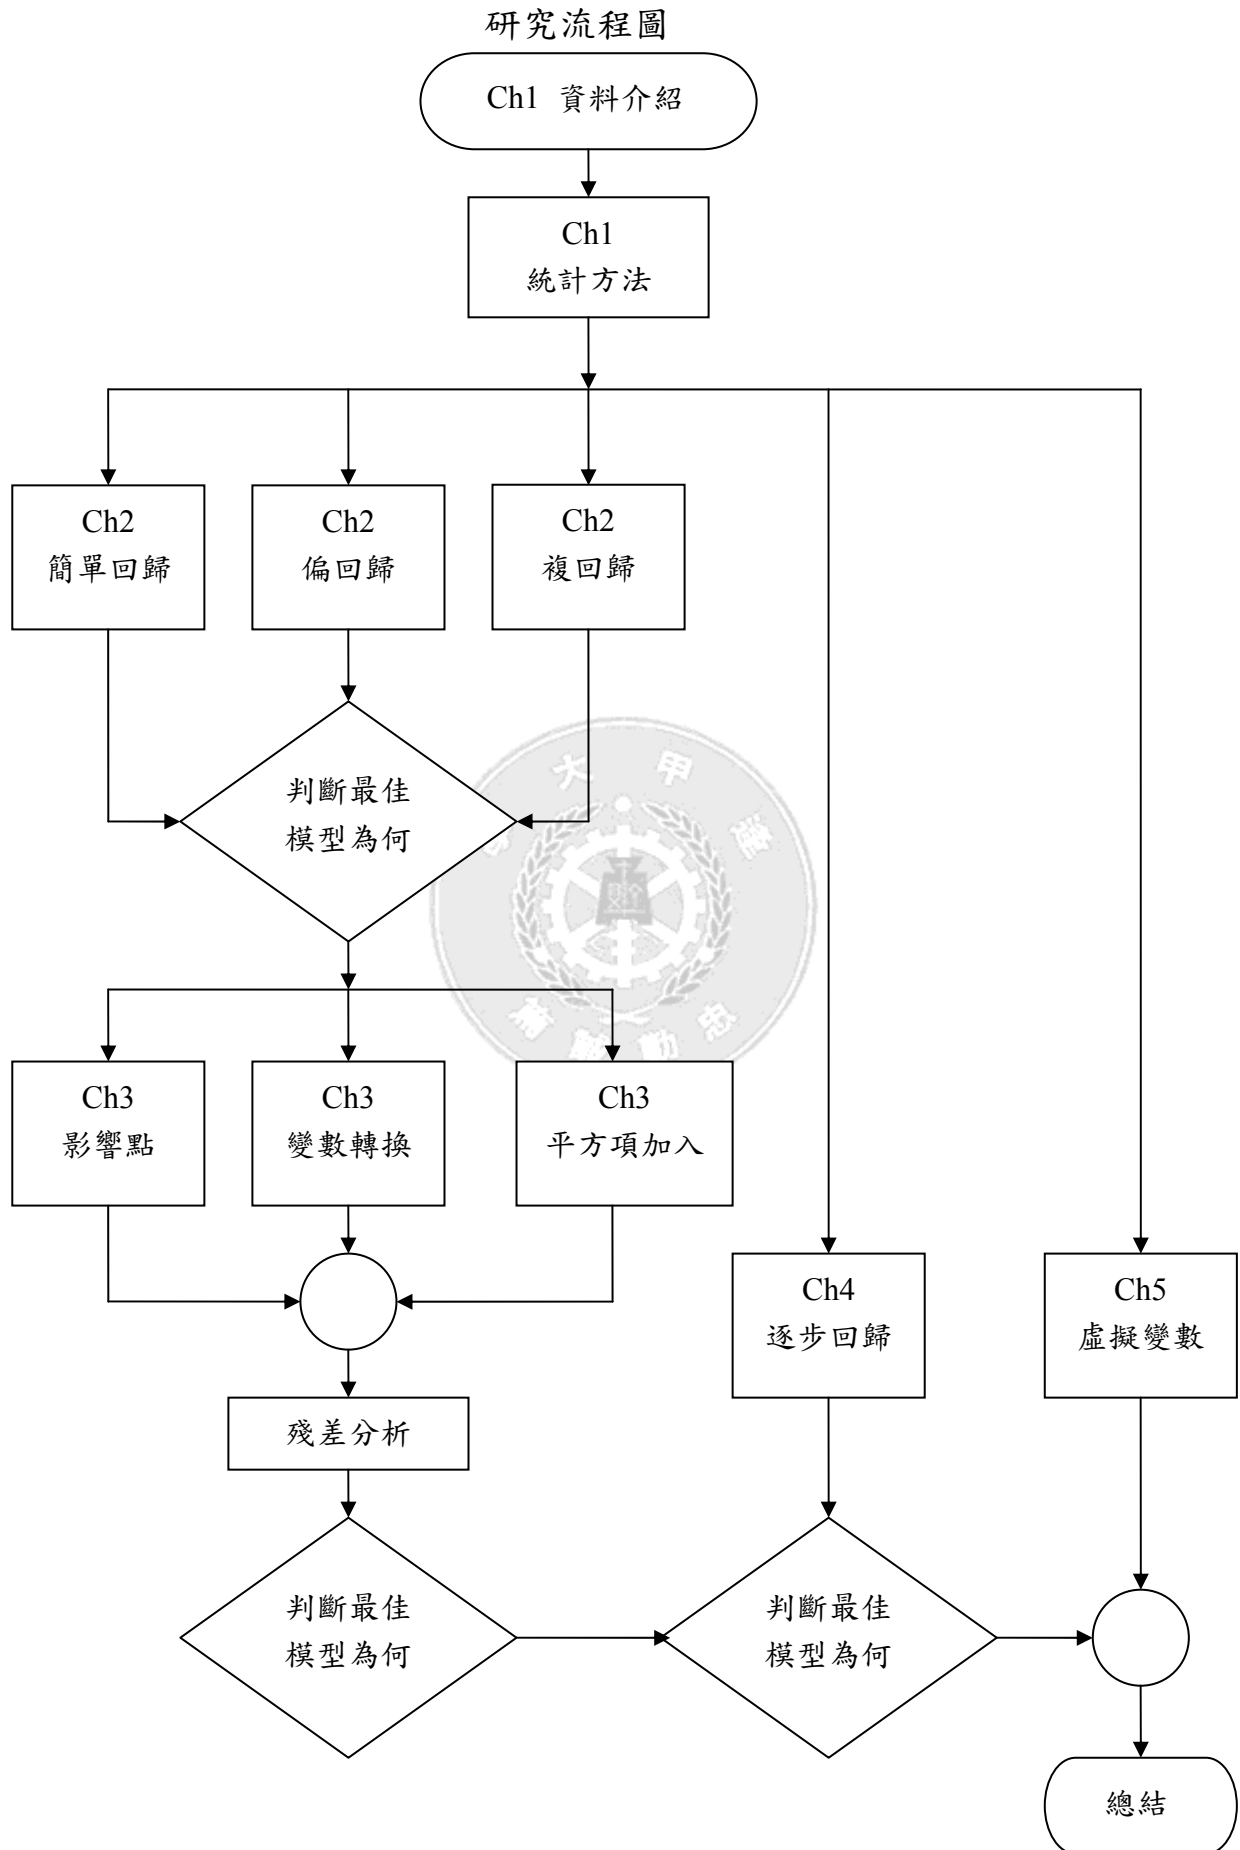 研究流程圖
Ch1 資料介紹
Ch1
統計方法
Ch2
簡單回歸
Ch2
偏回歸
Ch2
複回歸
判斷最佳
模型為何
大 甲 逢
Ch3
影響點
Ch3
變數轉換
Ch3
平方項加入
Ch4
逐步回歸
Ch5
虛擬變數
殘差分析
判斷最佳
模型為何
判斷最佳
模型為何
總結